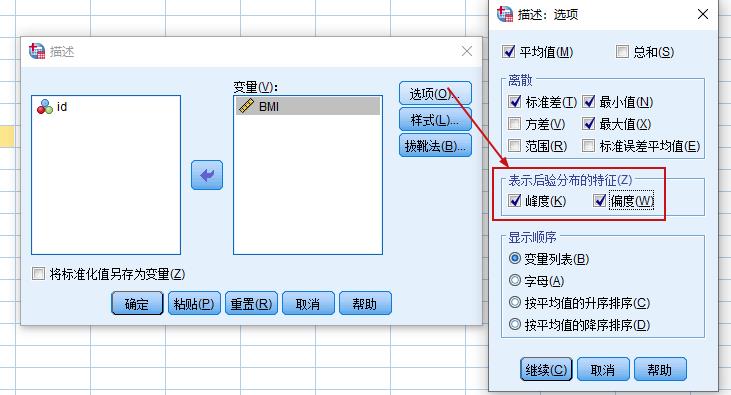 描述
变量(V):
id
BMI
选项(O)...
样式(L)...
拔靴法(B)...
将标准化值另存为变量(Z)
确定
粘贴(P)
重置(R)
取消
帮助
描述：选项
平均值(M)
总和(S)
离散
标准差(T)
最小值(N)
方差(V)
最大值(X)
范围(R)
标准误差平均值(E)
表示后验分布的特征(Z)
峰度(K)
偏度(W)
显示顺序
变量列表(B)
字母(A)
按平均值的升序排序(C)
按平均值的降序排序(D)
继续(C)
取消
帮助